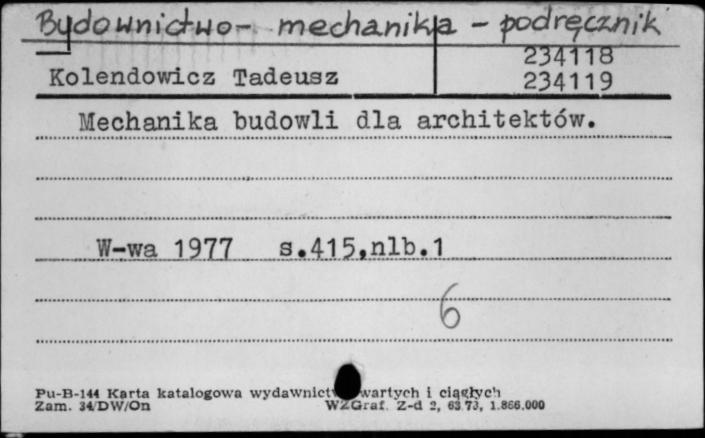 Budownictwo - mechanika - podręcznik
234118
Kolendowicz Tadeusz 234119
Mechanika budowli dla architektów.
W-wa 1977 s.415,nlb.1
6
Pu-B-144 Karta katalogowa wydawnict wartych i ciągłych
Zam. 34/DW/On WZGraf. Z-d 2, 63.73, 1.866.000